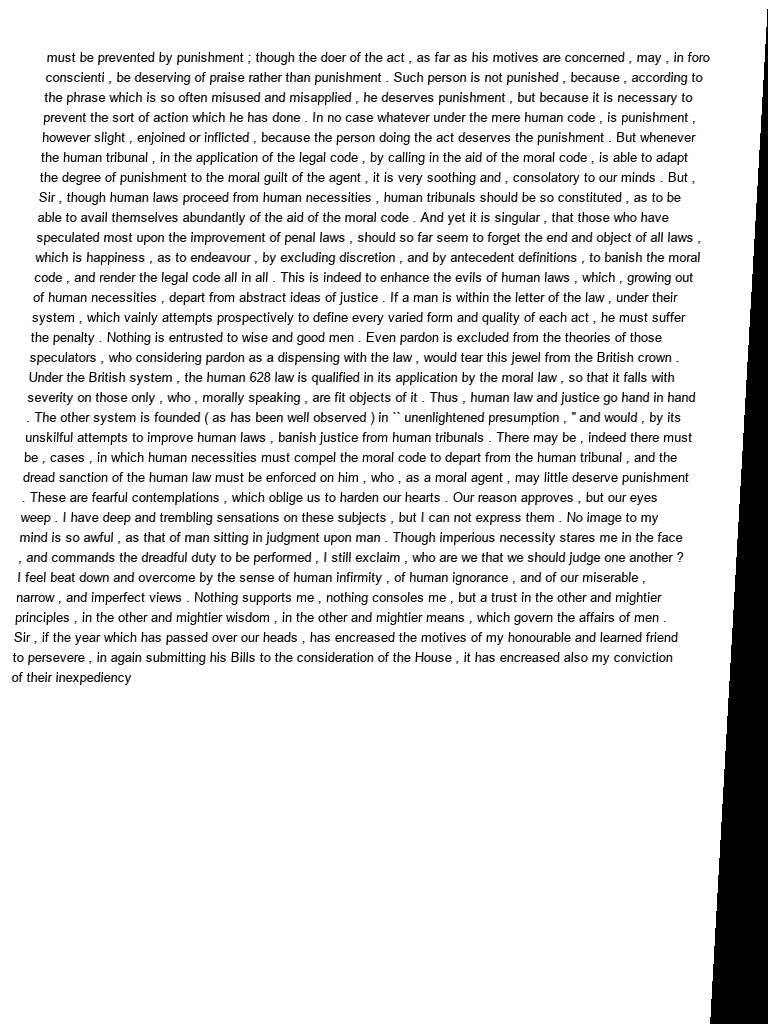 must be prevented by punishment ; though the doer of the act , as far as his motives are concerned , may , in foro
conscienti , be deserving of praise rather than punishment . Such person is not punished , because , according to
the phrase which is so often misused and misapplied , he deserves punishment , but because it is necessary to
prevent the sort of action which he has done . In no case whatever under the mere human code , is punishment ,
however slight , enjoined or inflicted , because the person doing the act deserves the punishment . But whenever
the human tribunal , in the application of the legal code , by calling in the aid of the moral code , is able to adapt
the degree of punishment to the moral guilt of the agent , it is very soothing and , consolatory to our minds . But ,
Sir , though human laws proceed from human necessities , human tribunals should be so constituted , as to be
able to avail themselves abundantly of the aid of the moral code . And yet it is singular , that those who have
speculated most upon the improvement of penal laws , should so far seem to forget the end and object of all laws ,
which is happiness , as to endeavour , by excluding discretion , and by antecedent definitions , to banish the moral
code , and render the legal code all in all . This is indeed to enhance the evils of human laws , which , growing out
of human necessities , depart from abstract ideas of justice . If a man is within the letter of the law , under their
system , which vainly attempts prospectively to define every varied form and quality of each act , he must suffer
the penalty . Nothing is entrusted to wise and good men . Even pardon is excluded from the theories of those
speculators , who considering pardon as a dispensing with the law , would tear this jewel from the British crown .
Under the British system , the human 628 law is qualified in its application by the moral law , so that it falls with
severity on those only , who , morally speaking , are fit objects of it . Thus , human law and justice go hand in hand
. The other system is founded ( as has been well observed ) in `` unenlightened presumption , '' and would , by its
unskilful attempts to improve human laws , banish justice from human tribunals . There may be , indeed there must
be , cases , in which human necessities must compel the moral code to depart from the human tribunal , and the
dread sanction of the human law must be enforced on him , who , as a moral agent , may little deserve punishment
. These are fearful contemplations , which oblige us to harden our hearts . Our reason approves , but our eyes
weep . I have deep and trembling sensations on these subjects , but I can not express them . No image to my
mind is so awful , as that of man sitting in judgment upon man . Though imperious necessity stares me in the face
, and commands the dreadful duty to be performed , I still exclaim , who are we that we should judge one another ?
I feel beat down and overcome by the sense of human infirmity , of human ignorance , and of our miserable ,
narrow , and imperfect views . Nothing supports me , nothing consoles me , but a trust in the other and mightier
principles , in the other and mightier wisdom , in the other and mightier means , which govern the affairs of men .
Sir , if the year which has passed over our heads , has encreased the motives of my honourable and learned friend
to persevere , in again submitting his Bills to the consideration of the House , it has encreased also my conviction
of their inexpediency